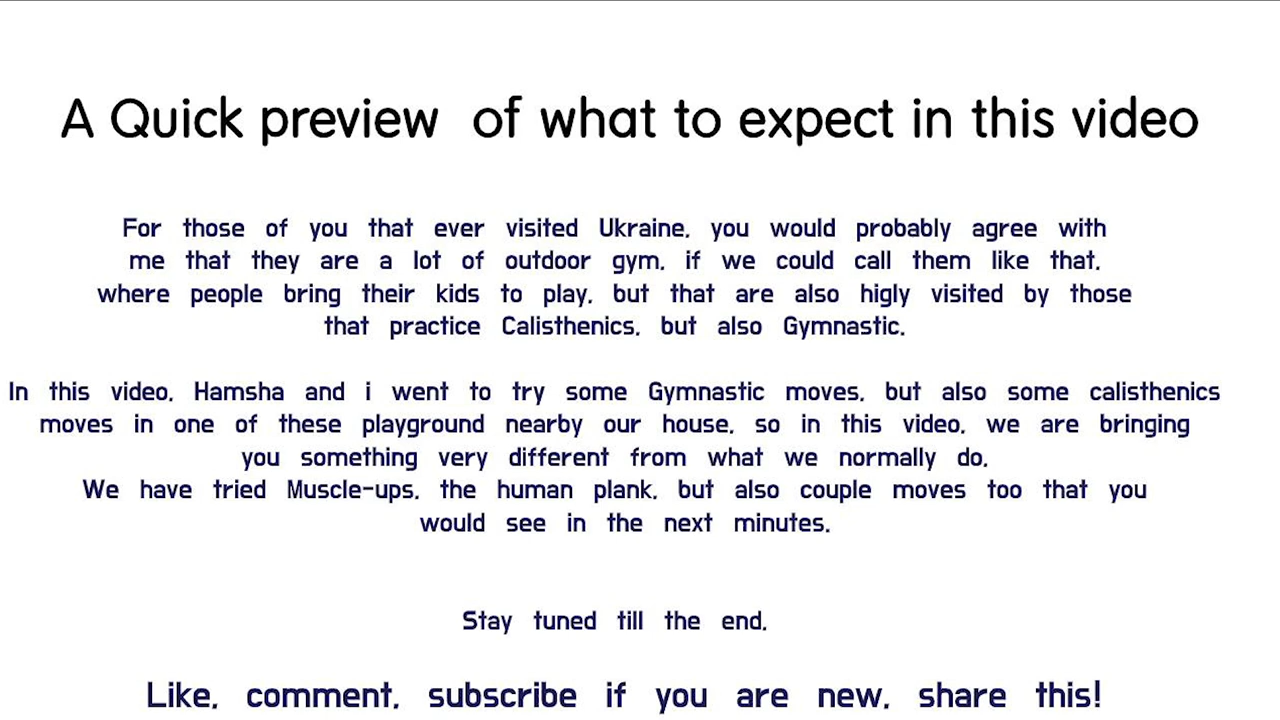 A Quick preview of what to expect in this video
For those of you that ever visited Ukraine, you would probably agree with
me that they are a lot of outdoor gym, if we could call them like that,
where people bring their kids to play, but that are also higly visited by those
that practice Calisthenics, but also Gymnastic.
In this video, Hamsha and i went to try some Gymnastic moves, but also some calisthenics
moves in one of these playground nearby our house, so in this video, we are bringing
you something very different from what we normally do.
We have tried Muscle-ups, the human plank, but also couple moves too that you
would see in the next minutes.
Stay tuned till the end.
Like, comment, subscribe if you are new, share this!